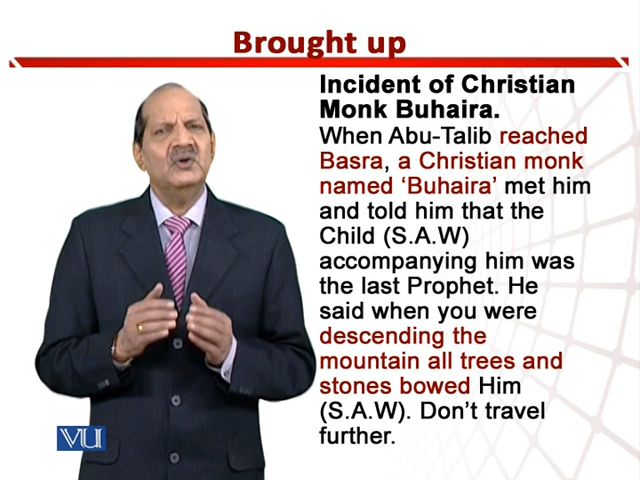 Brought up
Incident of Christian
Monk Buhaira.
When Abu-Talib reached
Basra, a Christian monk
named ‘Buhaira’ met him
and told him that the
Child (S.A.W)
accompanying him was
the last Prophet. He
said when you were
descending the
mountain all trees and
stones bowed Him
(S.A.W). Don’t travel
further.
VU